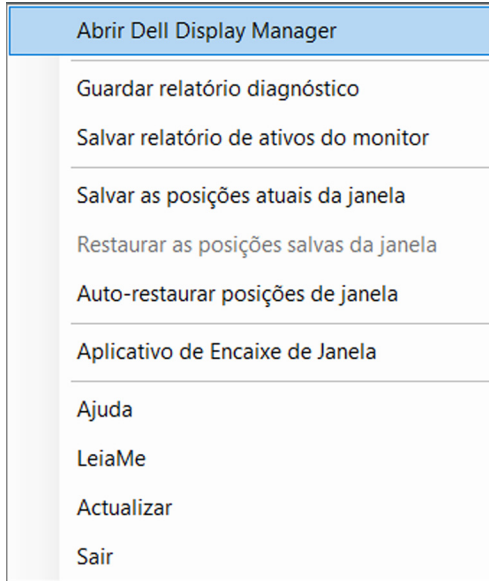 Abrir Dell Display Manager
Guardar relatório diagnóstico
Salvar relatório de ativos do monitor
Salvar as posições atuais da janela
Restaurar as posições salvas da janela
Auto-restaurar posições de janela
Aplicativo de Encaixe de Janela
Ajuda
LeiaMe
Actualizar
Sair